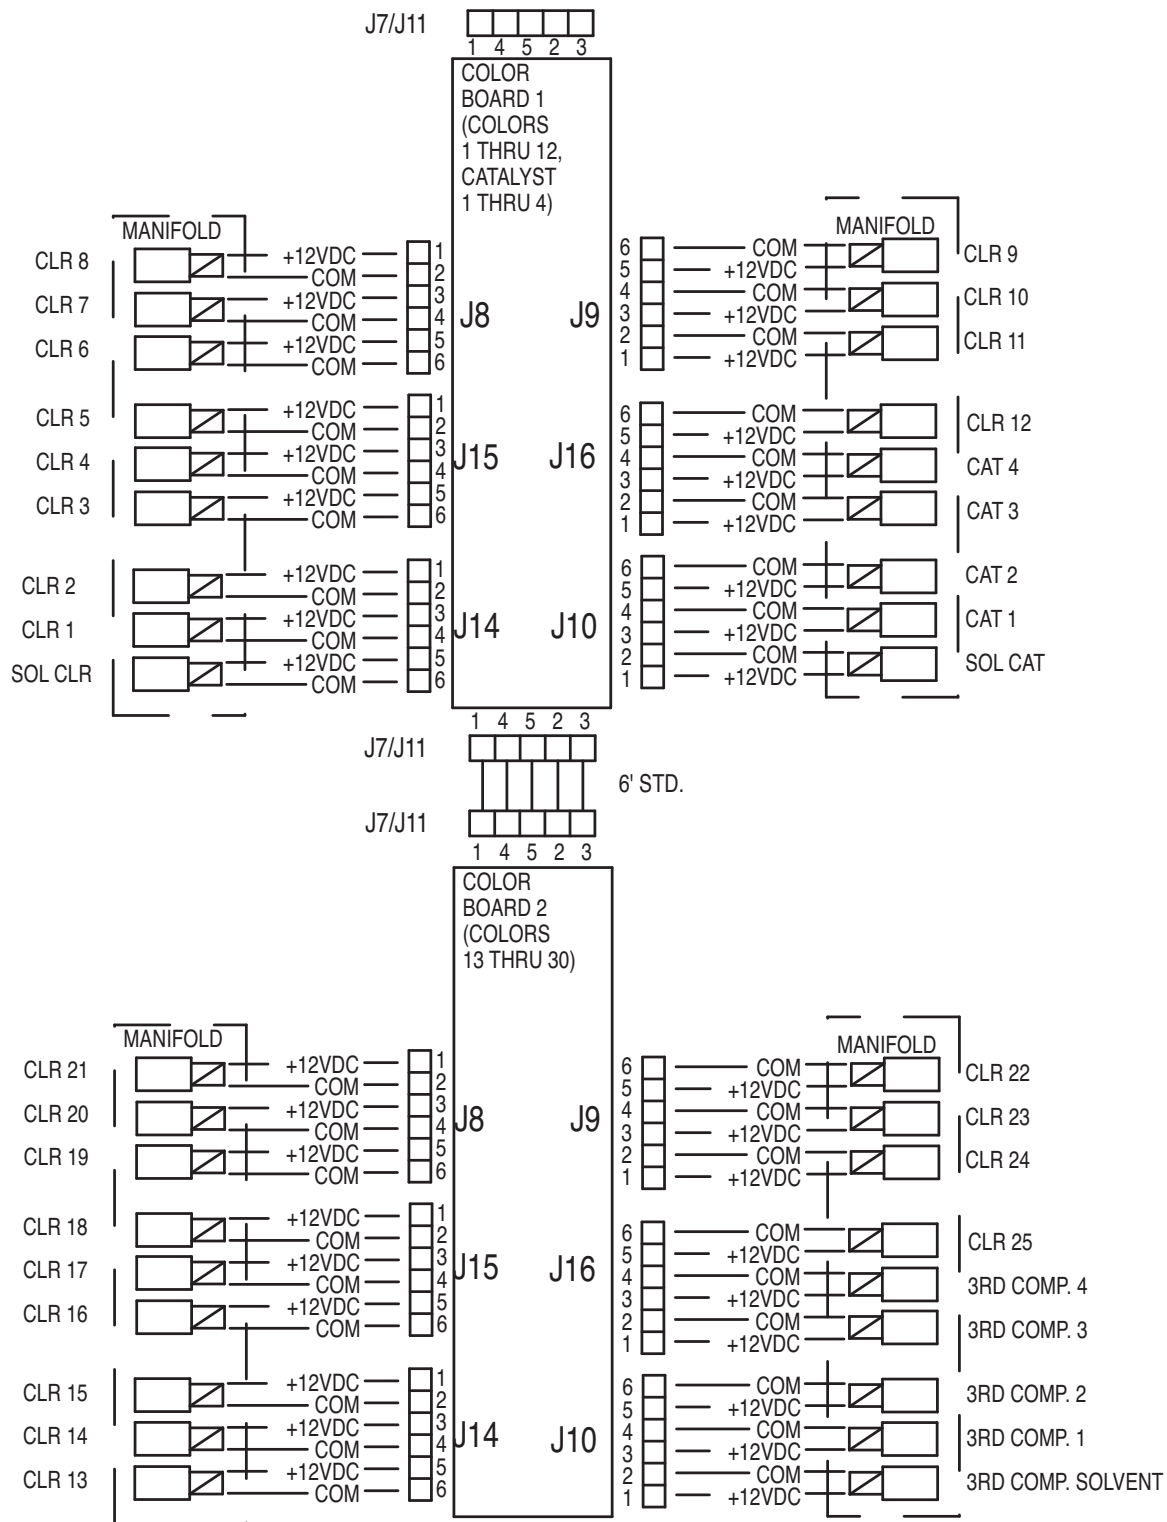 J7/J11
1 4 5 2 3
COLOR
BOARD 1
(COLORS
1 THRU 12,
CATALYST
1 THRU 4)
MANIFOLD
CLR 8 +12VDC 1
COM 2
CLR 7 +12VDC 3
COM 4
CLR 6 +12VDC 5
COM 6
J8
CLR 5 +12VDC 1
COM 2
CLR 4 +12VDC 3
COM 4
CLR 3 +12VDC 5
COM 6
J15
CLR 2 +12VDC 1
COM 2
CLR 1 +12VDC 3
COM 4
SOL CLR +12VDC 5
COM 6
J14
MANIFOLD
J9
6 COM CLR 9
5 +12VDC
4 COM CLR 10
3 +12VDC
2 COM CLR 11
1 +12VDC
J16
6 COM CLR 12
5 +12VDC
4 COM CAT 4
3 +12VDC
2 COM CAT 3
1 +12VDC
J10
6 COM CAT 2
5 +12VDC
4 COM CAT 1
3 +12VDC
2 COM SOL CAT
1 +12VDC
1 4 5 2 3
J7/J11
6' STD.
J7/J11
1 4 5 2 3
COLOR
BOARD 2
(COLORS
13 THRU 30)
MANIFOLD
CLR 21 +12VDC 1
COM 2
CLR 20 +12VDC 3
COM 4
CLR 19 +12VDC 5
COM 6
J8
CLR 18 +12VDC 1
COM 2
CLR 17 +12VDC 3
COM 4
CLR 16 +12VDC 5
COM 6
J15
CLR 15 +12VDC 1
COM 2
CLR 14 +12VDC 3
COM 4
CLR 13 +12VDC 5
COM 6
J14
MANIFOLD
J9
6 COM CLR 22
5 +12VDC
4 COM CLR 23
3 +12VDC
2 COM CLR 24
1 +12VDC
J16
6 COM CLR 25
5 +12VDC
4 COM 3RD COMP. 4
3 +12VDC
2 COM 3RD COMP. 3
1 +12VDC
J10
6 COM 3RD COMP. 2
5 +12VDC
4 COM 3RD COMP. 1
3 +12VDC
2 COM 3RD COMP. SOLVENT
1 +12VDC